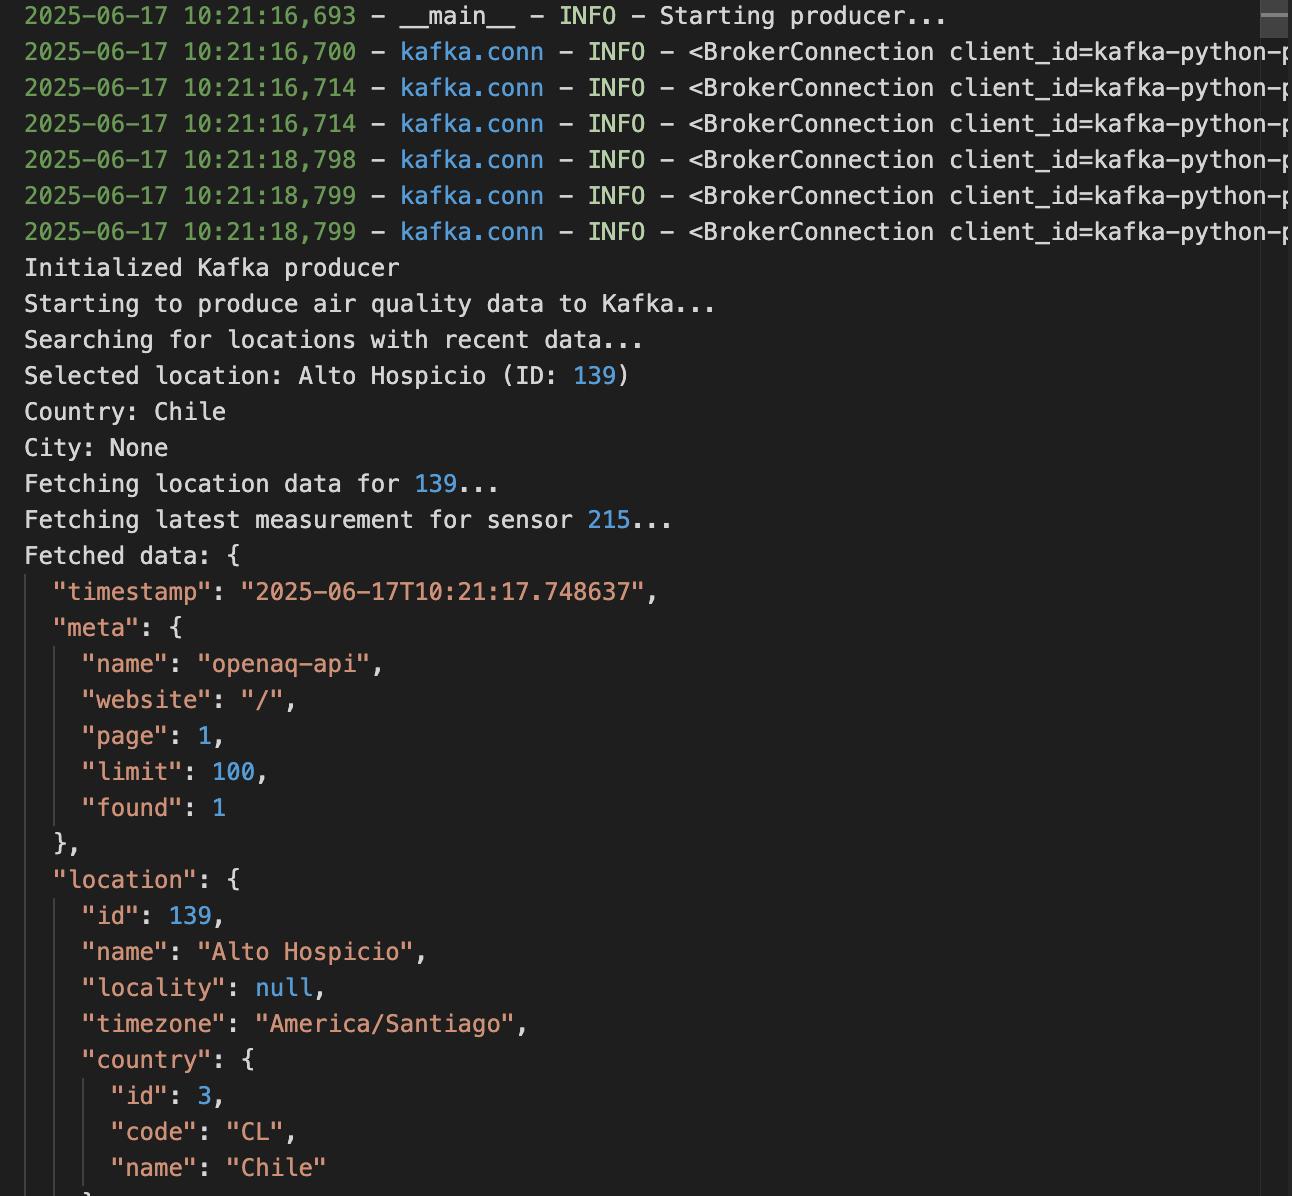 2025-06-17 10:21:16,693 - __main__ - INFO - Starting producer...
2025-06-17 10:21:16,700 - kafka.conn - INFO - <BrokerConnection client_id=kafka-python-p
2025-06-17 10:21:16,714 - kafka.conn - INFO - <BrokerConnection client_id=kafka-python-p
2025-06-17 10:21:16,714 - kafka.conn - INFO - <BrokerConnection client_id=kafka-python-p
2025-06-17 10:21:18,798 - kafka.conn - INFO - <BrokerConnection client_id=kafka-python-p
2025-06-17 10:21:18,799 - kafka.conn - INFO - <BrokerConnection client_id=kafka-python-p
2025-06-17 10:21:18,799 - kafka.conn - INFO - <BrokerConnection client_id=kafka-python-p
Initialized Kafka producer
Starting to produce air quality data to Kafka...
Searching for locations with recent data...
Selected location: Alto Hospicio (ID: 139)
Country: Chile
City: None
Fetching location data for 139...
Fetching latest measurement for sensor 215...
Fetched data: {
  "timestamp": "2025-06-17T10:21:17.748637",
  "meta": {
    "name": "openaq-api",
    "website": "/",
    "page": 1,
    "limit": 100,
    "found": 1
  },
  "location": {
    "id": 139,
    "name": "Alto Hospicio",
    "locality": null,
    "timezone": "America/Santiago",
    "country": {
      "id": 3,
      "code": "CL",
      "name": "Chile"
    }